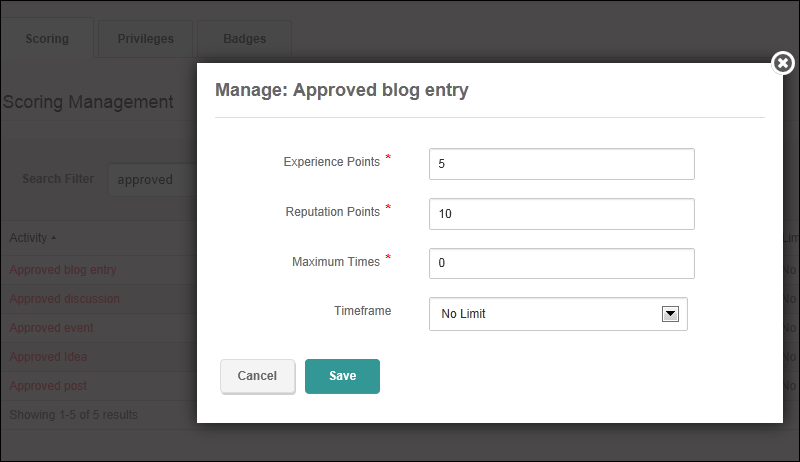 Scoring
Privileges
Badges
Scoring Management
Search Filter approved
Activity
Approved blog entry
Approved discussion
Approved event
Approved Idea
Approved post
Showing 1-5 of 5 results
Manage: Approved blog entry
Experience Points * 5
Reputation Points * 10
Maximum Times * 0
Timeframe No Limit
Cancel
Save
No
No
No
No
No